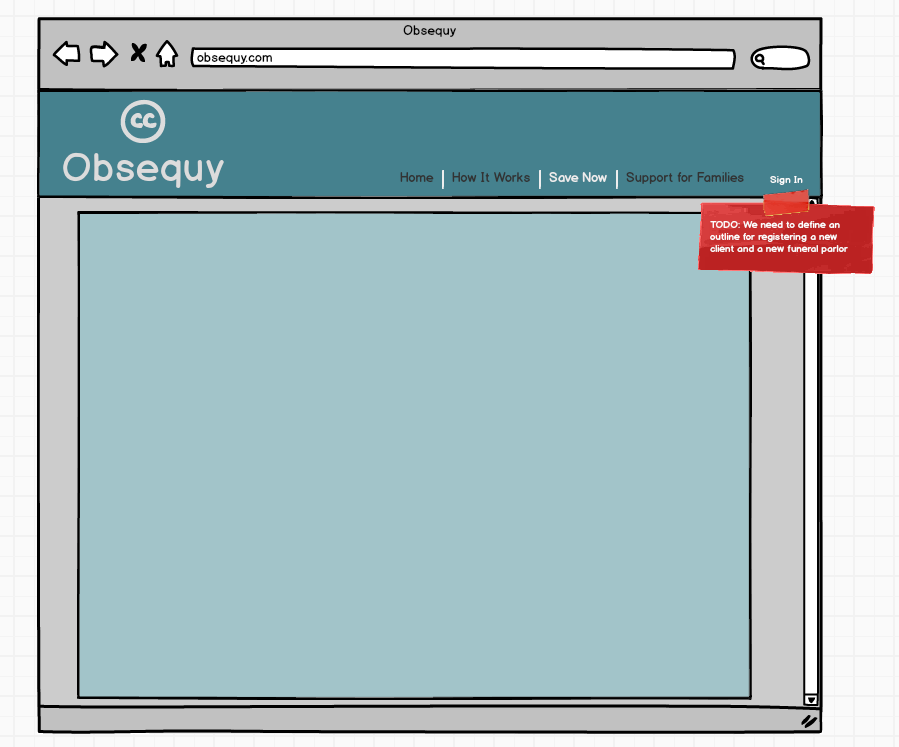 Obsequy
obsequy.com
cc
Obsequy
Home How It Works Save Now Support for Families Sign In
TODO: We need to define an
outline for registering a new
client and a new funeral parlor